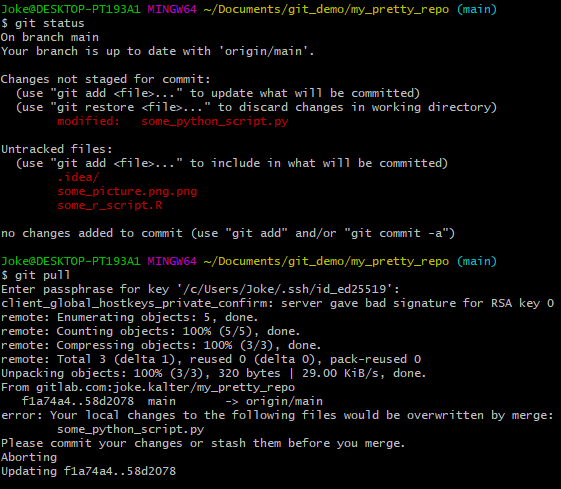 Joke@DESKTOP-PT193A1 MINGW64 ~/Documents/git_demo/my_pretty_repo (main)
$ git status
On branch main
Your branch is up to date with 'origin/main'.
Changes not staged for commit:
  (use "git add <file>..." to update what will be committed)
  (use "git restore <file>..." to discard changes in working directory)
        modified:   some_python_script.py
Untracked files:
  (use "git add <file>..." to include in what will be committed)
        .idea/
        some_picture.png.png
        some_r_script.R
no changes added to commit (use "git add" and/or "git commit -a")
Joke@DESKTOP-PT193A1 MINGW64 ~/Documents/git_demo/my_pretty_repo (main)
$ git pull
Enter passphrase for key '/c/Users/Joke/.ssh/id_ed25519':
client_global_hostkeys_private_confirm: server gave bad signature for RSA key 0
remote: Enumerating objects: 5, done.
remote: Counting objects: 100% (5/5), done.
remote: Compressing objects: 100% (3/3), done.
remote: Total 3 (delta 1), reused 0 (delta 0), pack-reused 0
Unpacking objects: 100% (3/3), 320 bytes | 29.00 KiB/s, done.
From gitlab.com:joke.kalter/my_pretty_repo
   f1a74a4..58d2078  main       -> origin/main
error: Your local changes to the following files would be overwritten by merge:
        some_python_script.py
Please commit your changes or stash them before you merge.
Aborting
Updating f1a74a4..58d2078